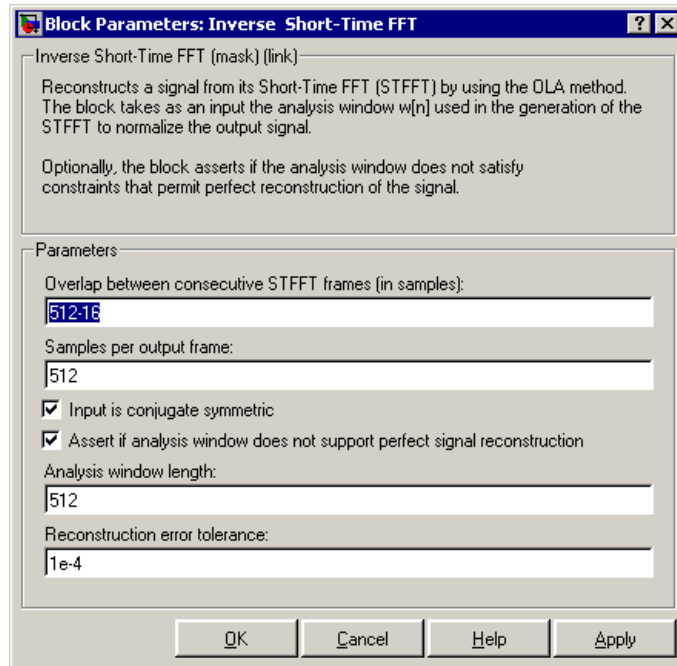 Block Parameters: Inverse  Short-Time FFT
Inverse Short-Time FFT (mask) (link)
Reconstructs a signal from its Short-Time FFT (STFFT) by using the OLA method.
The block takes as an input the analysis window w[n] used in the generation of the
STFFT to normalize the output signal.
Optionally, the block asserts if the analysis window does not satisfy
constraints that permit perfect reconstruction of the signal.
Parameters
Overlap between consecutive STFFT frames (in samples):
512-16
Samples per output frame:
512
Input is conjugate symmetric
Assert if analysis window does not support perfect signal reconstruction
Analysis window length:
512
Reconstruction error tolerance:
1e-4
OK Cancel Help Apply